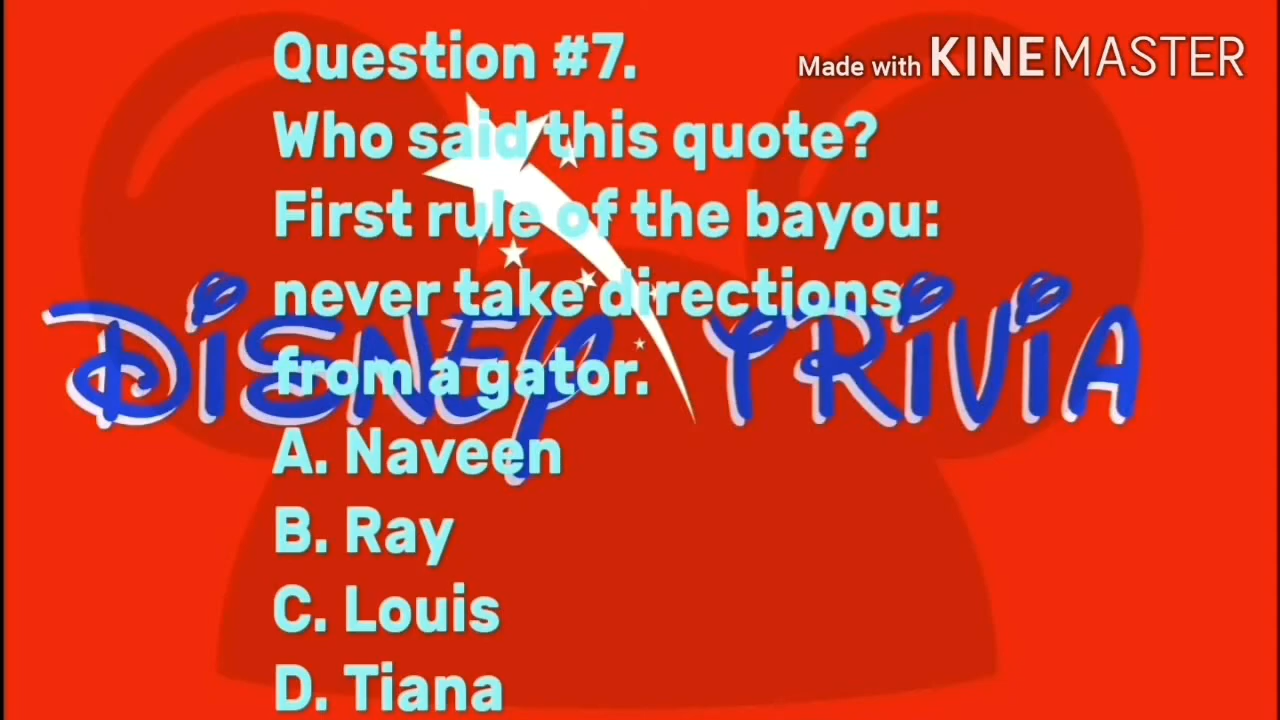 Question #7.
Made with KINEMASTER
Who said this quote?
First rule of the bayou:
never take directions
from a gator.
DiSNEY TRiViA
A. Naveen
B. Ray
C. Louis
D. Tiana